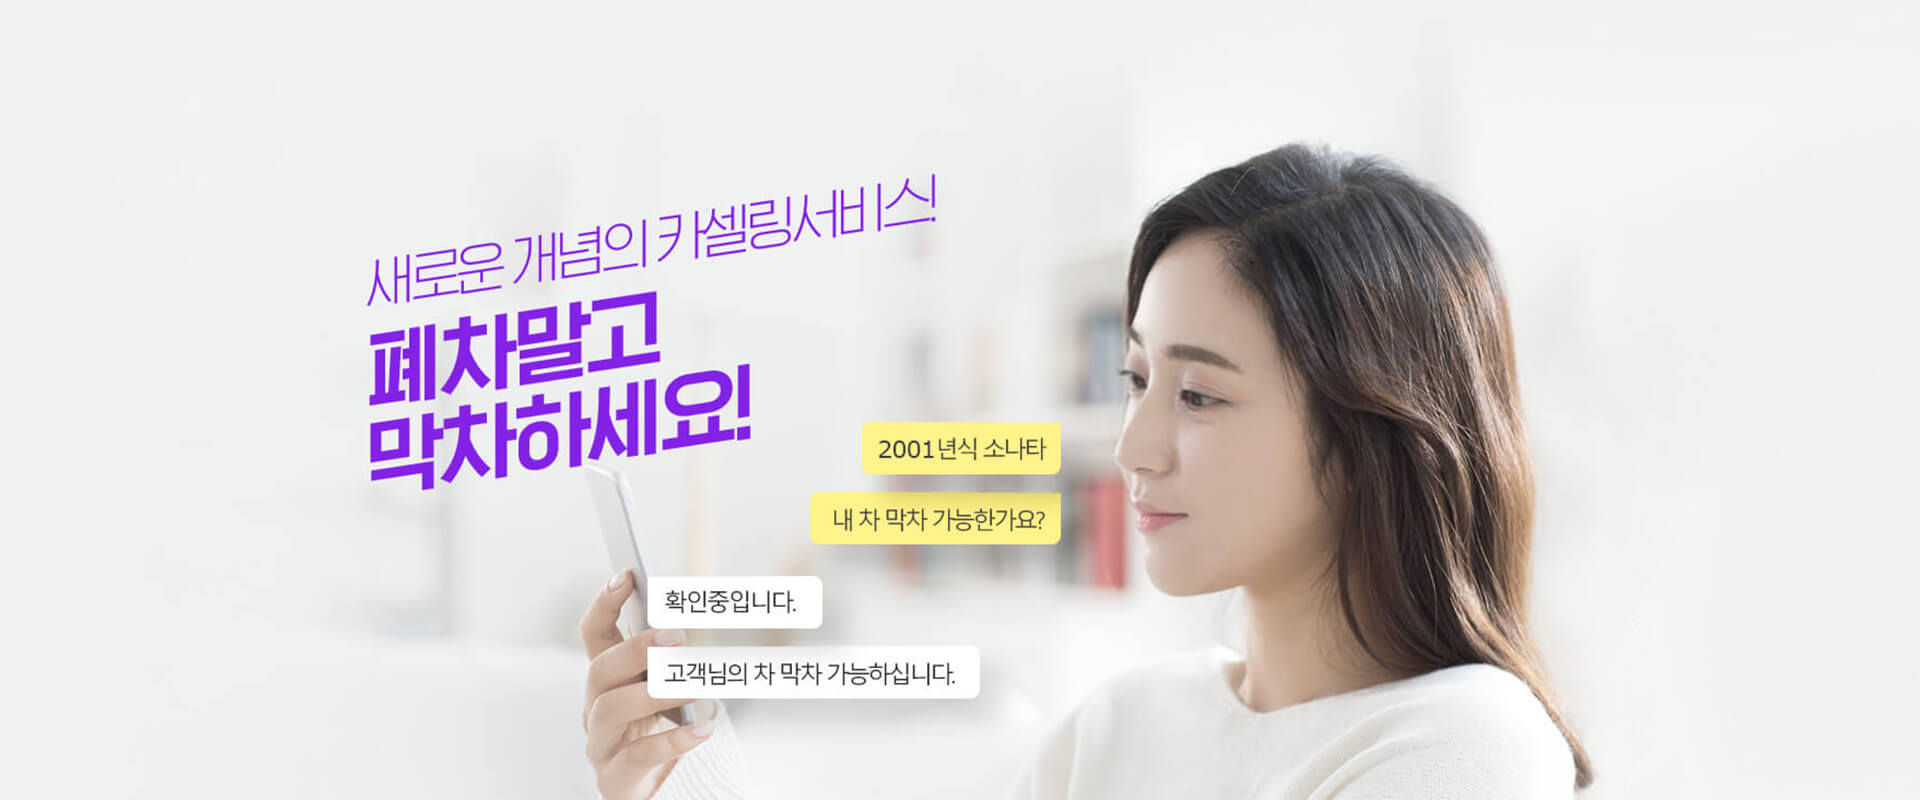 새로운 개념의 카셀링서비스!
폐차말고
막차하세요!
2001년식 소나타
내 차 막차 가능한가요?
확인중입니다.
고객님의 차 막차 가능하십니다.